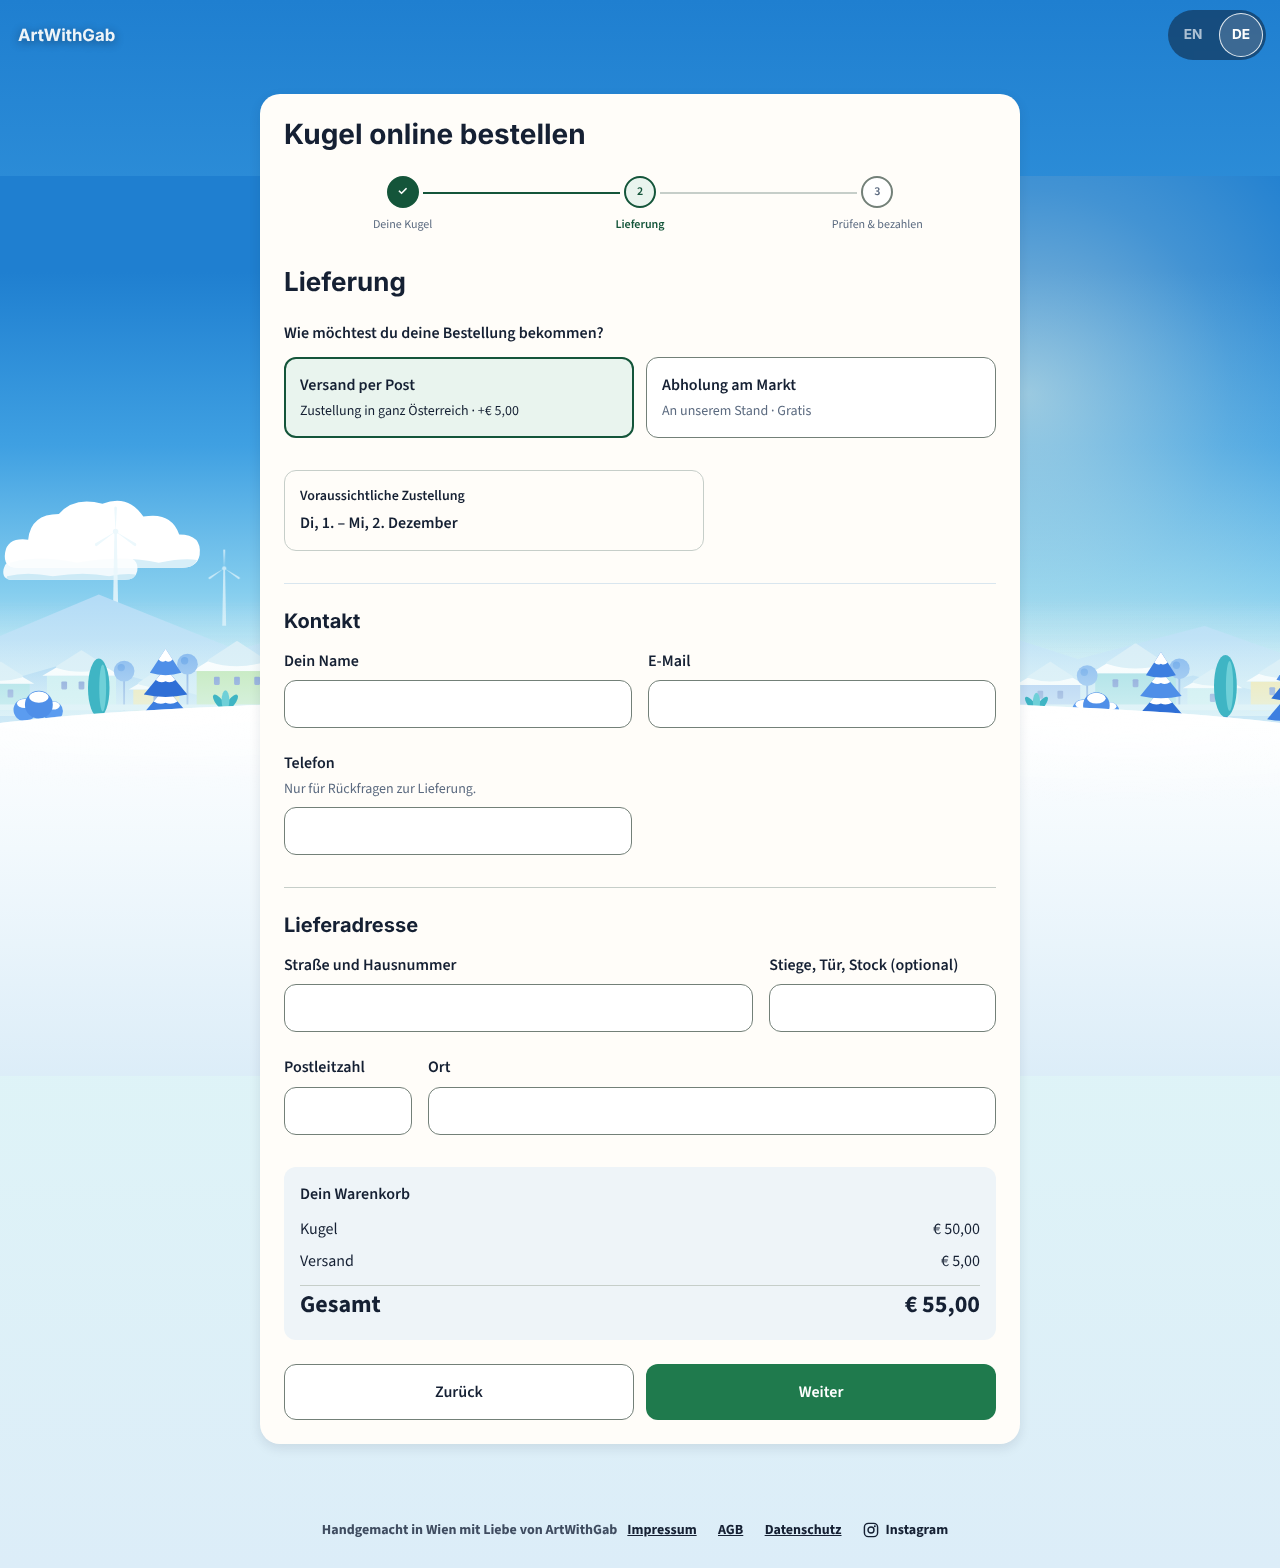 ArtWithGab
EN DE
Kugel online bestellen
2 3
Deine Kugel Lieferung Prüfen & bezahlen
Lieferung
Wie möchtest du deine Bestellung bekommen?
Versand per Post
Zustellung in ganz Österreich · +€ 5,00
Abholung am Markt
An unserem Stand · Gratis
Voraussichtliche Zustellung
Di, 1. – Mi, 2. Dezember
Kontakt
Dein Name E-Mail
Telefon
Nur für Rückfragen zur Lieferung.
Lieferadresse
Straße und Hausnummer Stiege, Tür, Stock (optional)
Postleitzahl Ort
Dein Warenkorb
Kugel € 50,00
Versand € 5,00
Gesamt € 55,00
Zurück Weiter
Handgemacht in Wien mit Liebe von ArtWithGab Impressum AGB Datenschutz Instagram